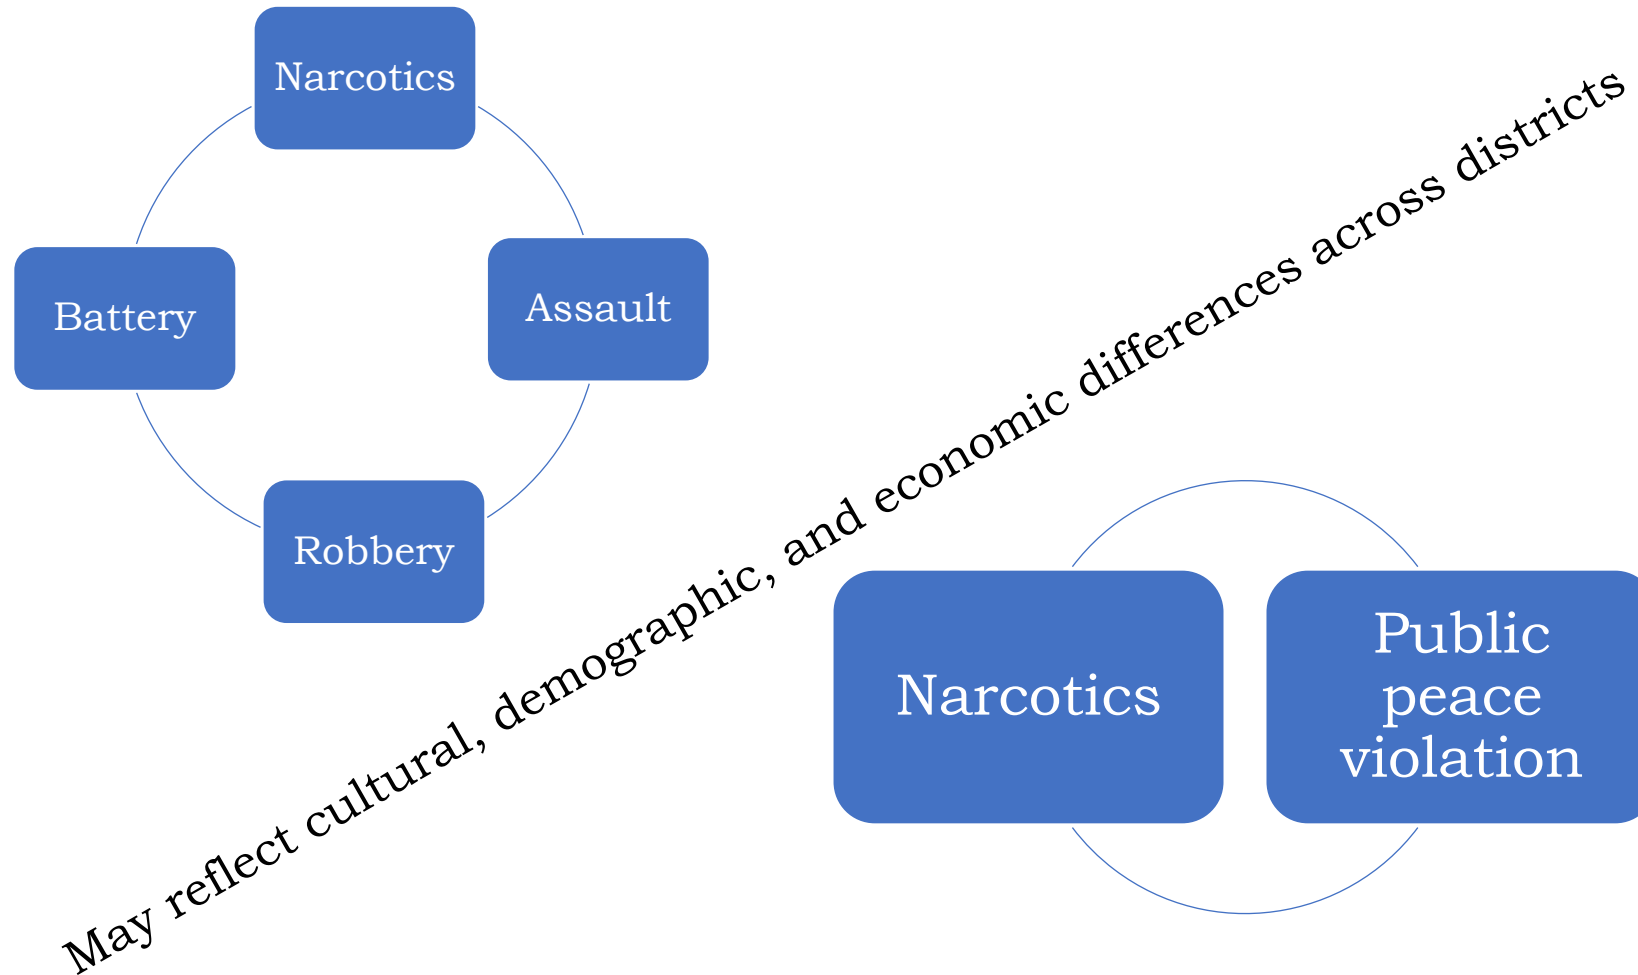 Narcotics
Assault
Robbery
Battery
May reflect cultural, demographic, and economic differences across districts
Narcotics
Public
peace
violation